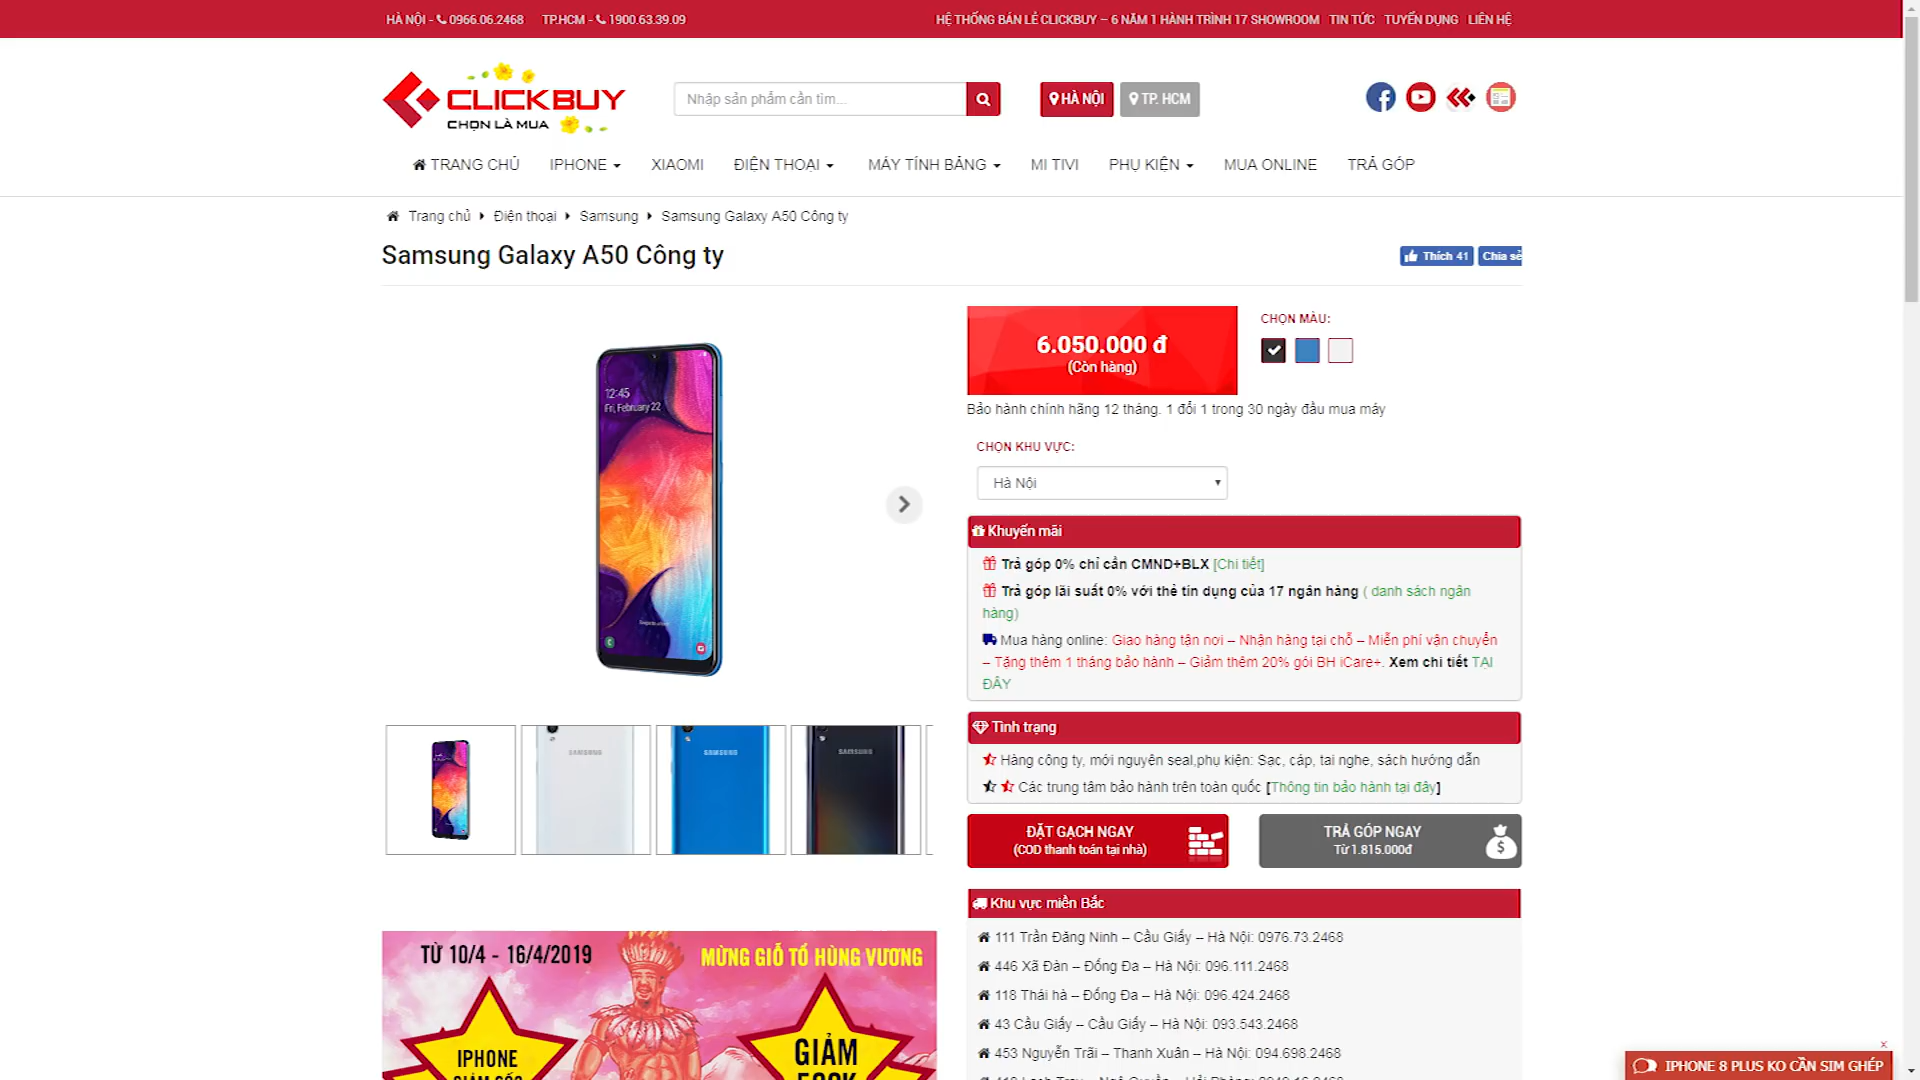 HÀ NỘI - 0966.06.2468 TP.HCM - 1900.63.39.09
HỆ THỐNG BÁN LẺ CLICKBUY – 6 NĂM 1 HÀNH TRÌNH 17 SHOWROOM TIN TỨC TUYỂN DỤNG LIÊN HỆ
CLICKBUY
CHỌN LÀ MUA
Nhập sản phẩm cần tìm...
HÀ NỘI TP. HCM
TRANG CHỦ IPHONE XIAOMI ĐIỆN THOẠI MÁY TÍNH BẢNG MI TIVI PHỤ KIỆN MUA ONLINE TRẢ GÓP
Trang chủ Điện thoại Samsung Samsung Galaxy A50 Công ty
Samsung Galaxy A50 Công ty
Thích 41 Chia sẻ
12:45
Fri, February 22
SAMSUNG
SAMSUNG
SAMSUNG
6.050.000 đ
(Còn hàng)
CHỌN MÀU:
Bảo hành chính hãng 12 tháng. 1 đổi 1 trong 30 ngày đầu mua máy
CHỌN KHU VỰC:
Hà Nội
Khuyến mãi
Trả góp 0% chỉ cần CMND+BLX [Chi tiết]
Trả góp lãi suất 0% với thẻ tín dụng của 17 ngân hàng ( danh sách ngân
hàng)
Mua hàng online: Giao hàng tận nơi – Nhận hàng tại chỗ – Miễn phí vận chuyển
– Tặng thêm 1 tháng bảo hành – Giảm thêm 20% gói BH iCare+. Xem chi tiết TẠI
ĐÂY
Tình trạng
Hàng công ty, mới nguyên seal,phụ kiện: Sạc, cáp, tai nghe, sách hướng dẫn
Các trung tâm bảo hành trên toàn quốc [Thông tin bảo hành tại đây]
ĐẶT GẠCH NGAY
(COD thanh toán tại nhà)
TRẢ GÓP NGAY
Từ 1.815.000đ
Khu vực miền Bắc
111 Trần Đăng Ninh – Cầu Giấy – Hà Nội: 0976.73.2468
446 Xã Đàn – Đống Đa – Hà Nội: 096.111.2468
118 Thái hà – Đống Đa – Hà Nội: 096.424.2468
43 Cầu Giấy – Cầu Giấy – Hà Nội: 093.543.2468
453 Nguyễn Trãi – Thanh Xuân – Hà Nội: 094.698.2468
TỪ 10/4 - 16/4/2019
MỪNG GIỖ TỔ HÙNG VƯƠNG
IPHONE
GIẢM
IPHONE 8 PLUS KO CẦN SIM GHÉP